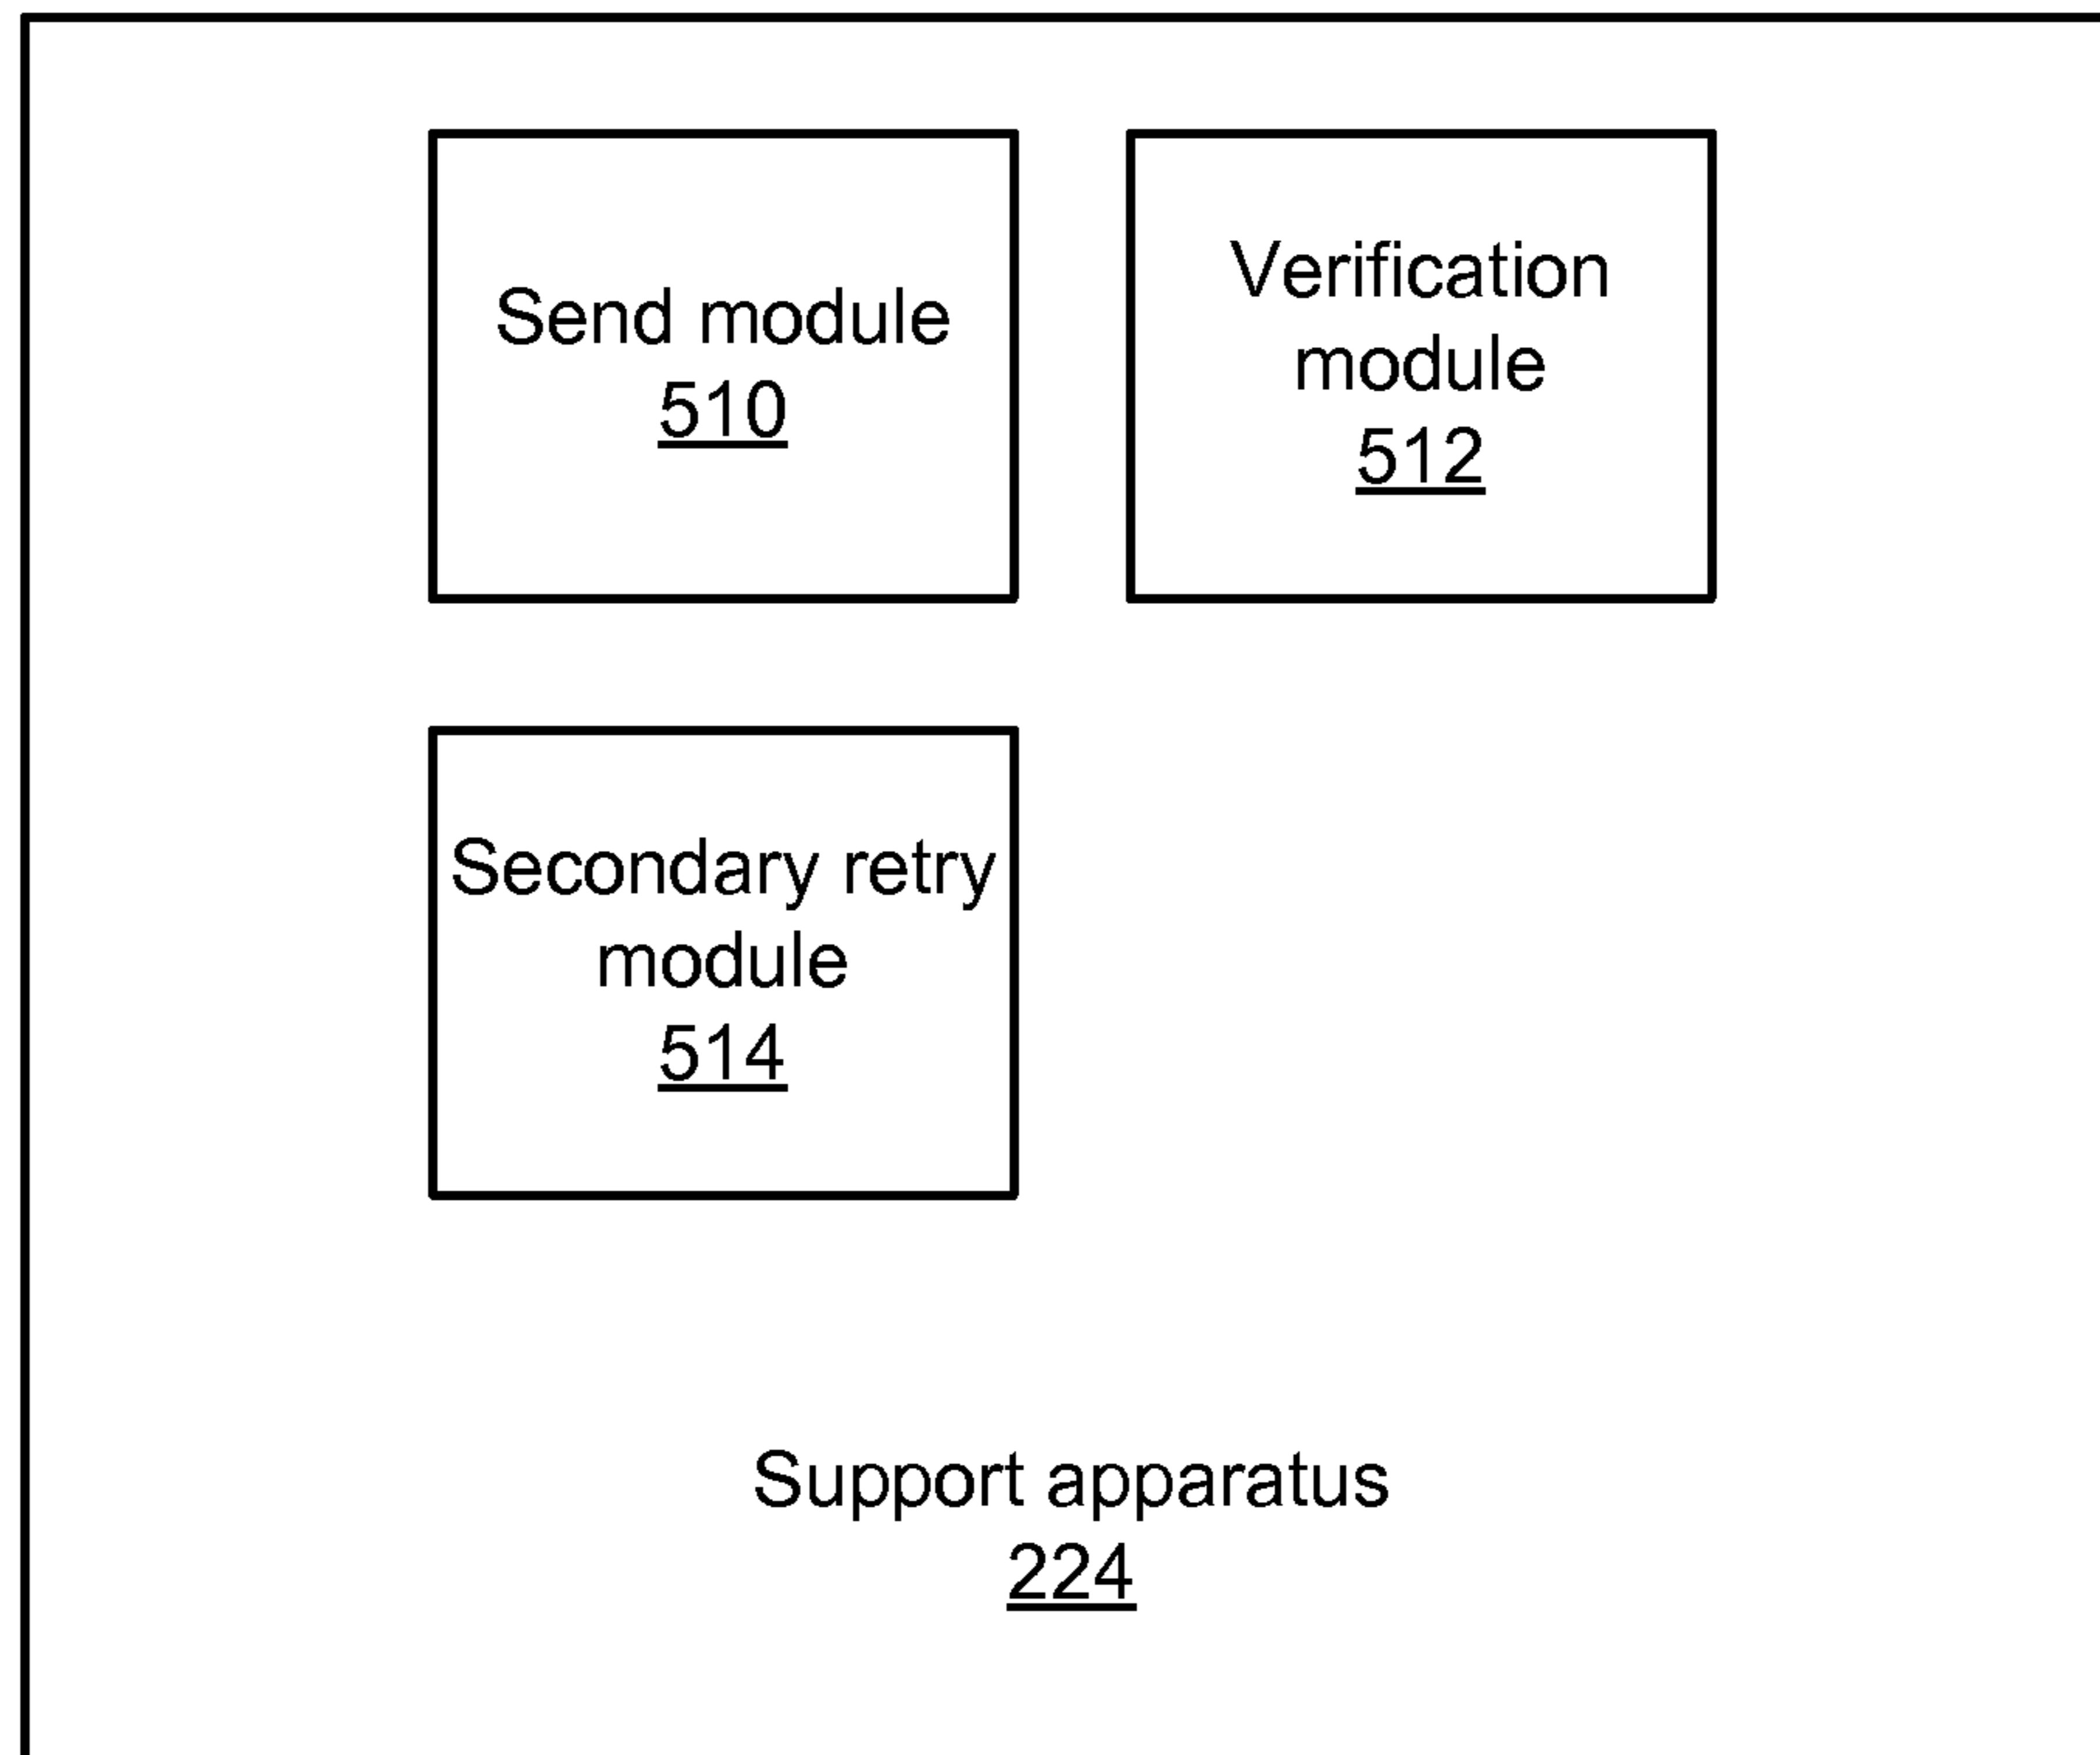 Send module
510
Verification
module
512
Secondary retry
module
514
Support apparatus
224